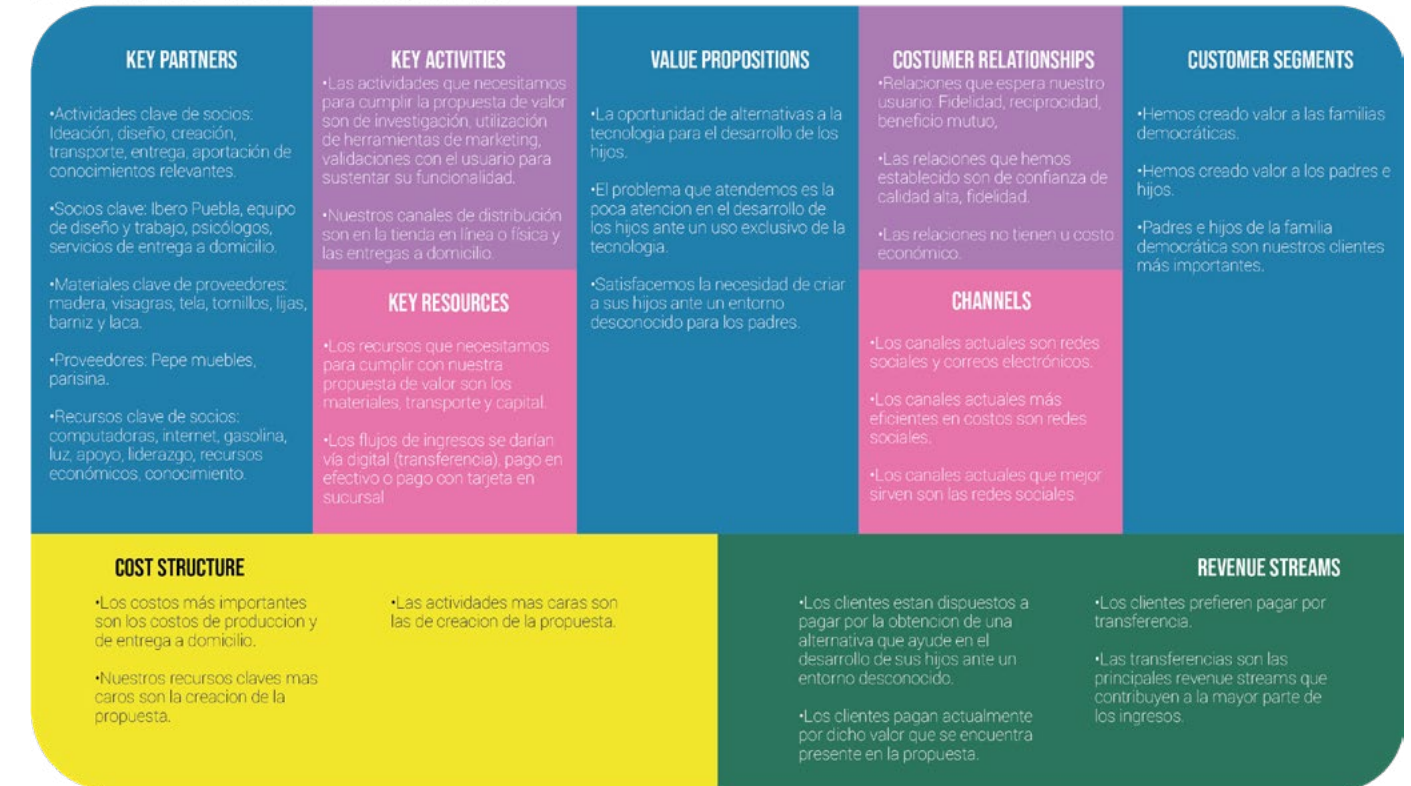 KEY PARTNERS
•Actividades clave de socios:
Ideación, diseño, creación,
transporte, entrega, aportación de
conocimientos relevantes.
•Socios clave: Ibero Puebla, equipo
de diseño y trabajo, psicólogos,
servicios de entrega a domicilio.
•Materiales clave de proveedores:
madera, visagras, tela, tornillos, lijas,
barniz y laca.
•Proveedores: Pepe muebles,
parisina.
•Recursos clave de socios:
computadoras, internet, gasolina,
luz, apoyo, liderazgo, recursos
económicos, conocimiento.
KEY ACTIVITIES
•Las actividades que necesitamos
para cumplir la propuesta de valor
son de investigación, utilización
de herramientas de marketing,
validaciones con el usuario para
sustentar su funcionalidad.
•Nuestros canales de distribución
son en la tienda en línea o física y
las entregas a domicilio.
KEY RESOURCES
•Los recursos que necesitamos
para cumplir con nuestra
propuesta de valor son los
materiales, transporte y capital.
•Los flujos de ingresos se darían
vía digital (transferencia), pago en
efectivo o pago con tarjeta en
sucursal
VALUE PROPOSITIONS
•La oportunidad de alternativas a la
tecnologia para el desarrollo de los
hijos.
•El problema que atendemos es la
poca atencion en el desarrollo de
los hijos ante un uso exclusivo de la
tecnologia.
•Satisfacemos la necesidad de criar
a sus hijos ante un entorno
desconocido para los padres.
COSTUMER RELATIONSHIPS
•Relaciones que espera nuestro
usuario: Fidelidad, reciprocidad,
beneficio mutuo,
•Las relaciones que hemos
establecido son de confianza de
calidad alta, fidelidad.
•Las relaciones no tienen u costo
económico.
CHANNELS
•Los canales actuales son redes
sociales y correos electrónicos.
•Los canales actuales más
eficientes en costos son redes
sociales.
•Los canales actuales que mejor
sirven son las redes sociales.
CUSTOMER SEGMENTS
•Hemos creado valor a las familias
democráticas.
•Hemos creado valor a los padres e
hijos.
•Padres e hijos de la familia
democrática son nuestros clientes
más importantes.
COST STRUCTURE
•Los costos más importantes
son los costos de produccion y
de entrega a domicilio.
•Nuestros recursos claves mas
caros son la creacion de la
propuesta.
•Las actividades mas caras son
las de creacion de la propuesta.
REVENUE STREAMS
•Los clientes estan dispuestos a
pagar por la obtencion de una
alternativa que ayude en el
desarrollo de sus hijos ante un
entorno desconocido.
•Los clientes pagan actualmente
por dicho valor que se encuentra
presente en la propuesta.
•Los clientes prefieren pagar por
transferencia.
•Las transferencias son las
principales revenue streams que
contribuyen a la mayor parte de
los ingresos.